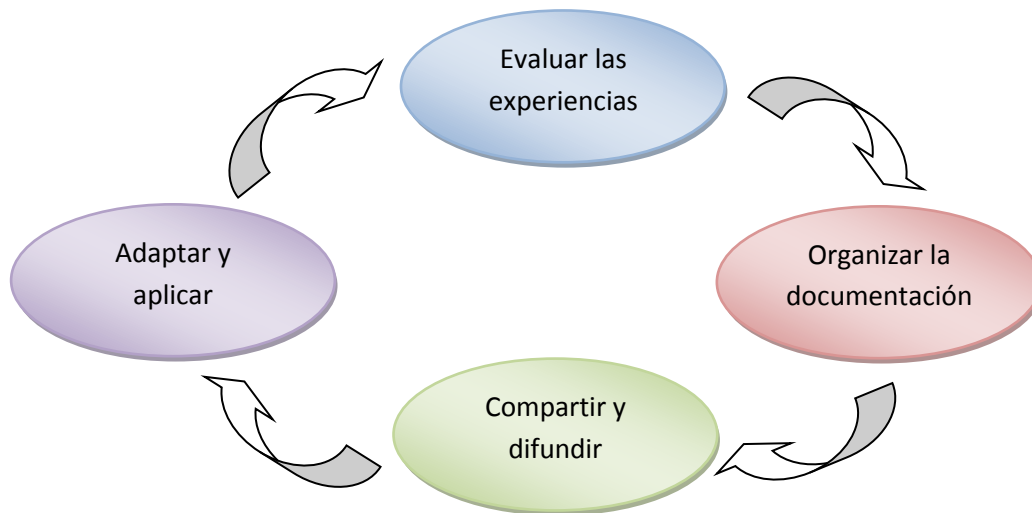 Evaluar las
experiencias
Organizar la
documentación
Compartir y
difundir
Adaptar y
aplicar